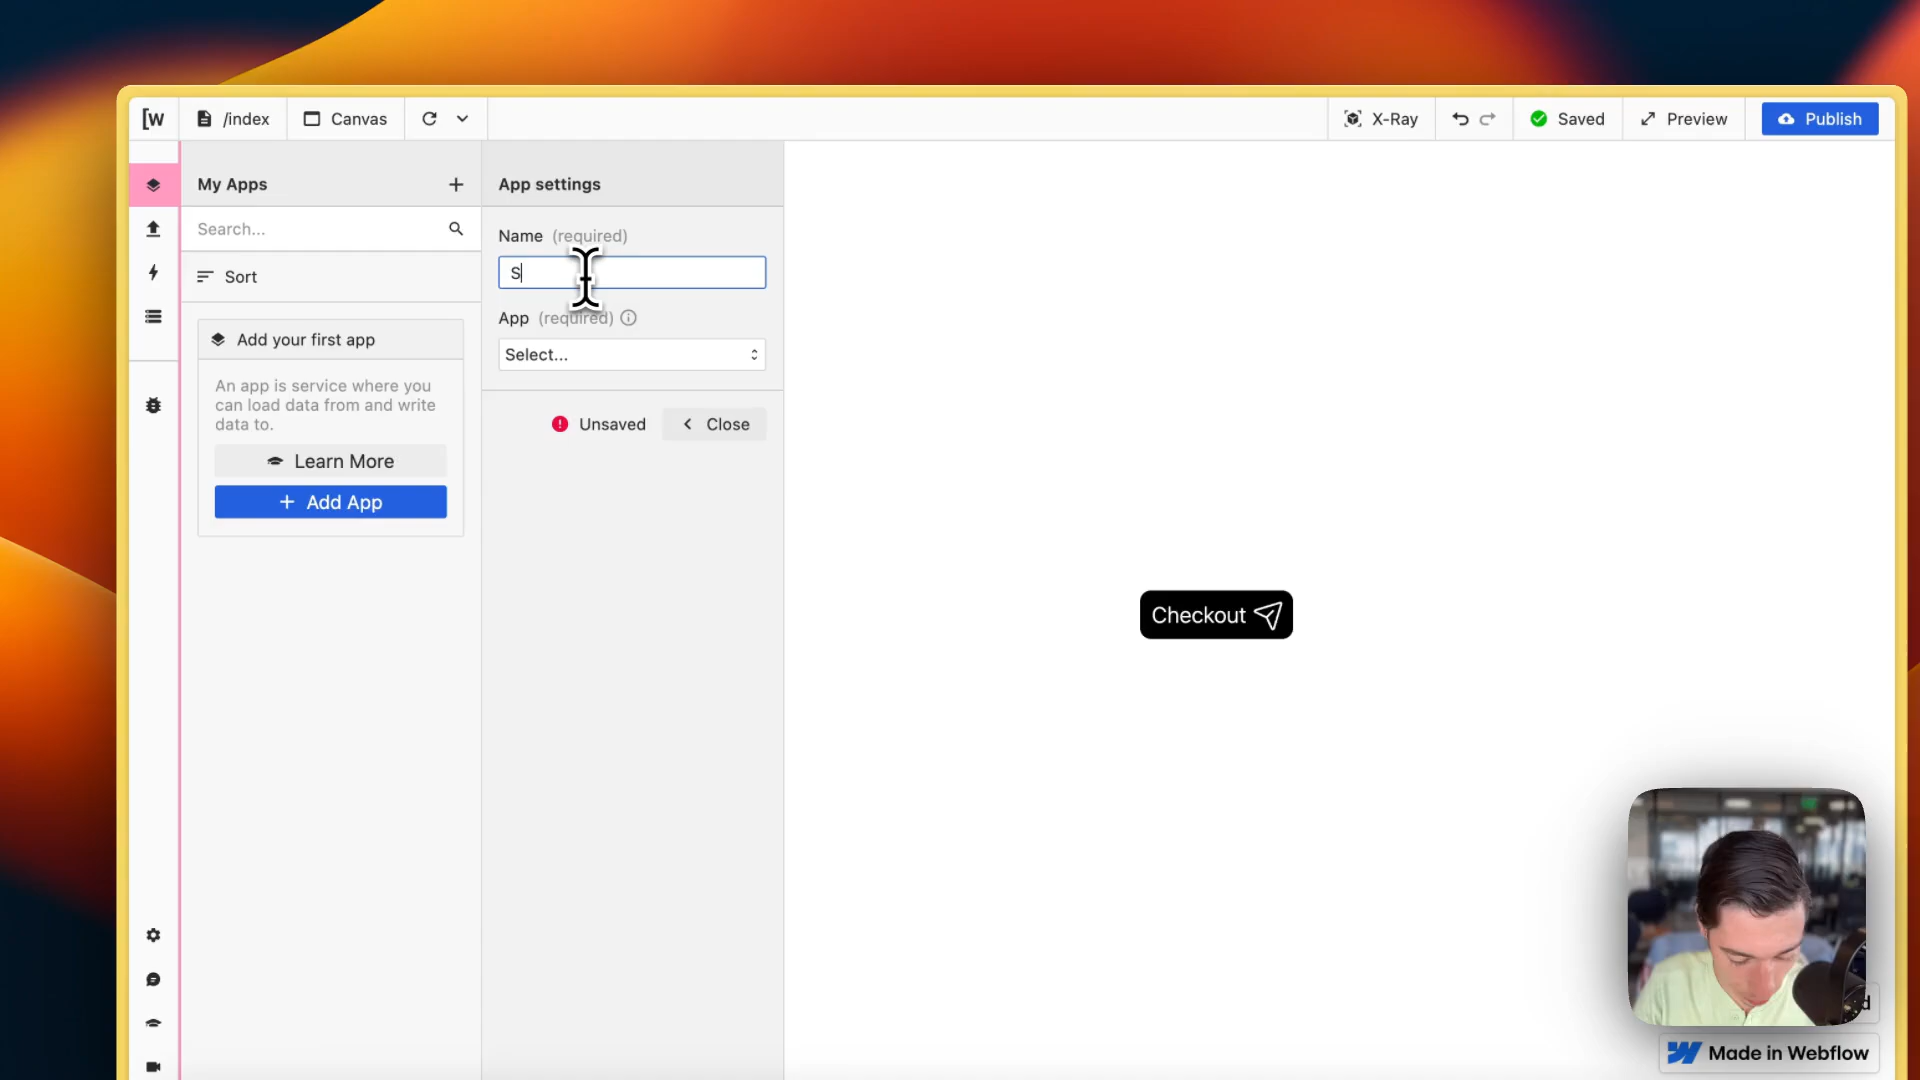 [w
/index
Canvas
X-Ray
Saved
Preview
Publish
My Apps
Search...
Sort
Add your first app
An app is service where you
can load data from and write
data to.
Learn More
+ Add App
App settings
Name (required)
S
App (required)
Select...
Unsaved
Close
Checkout
d
Made in Webflow